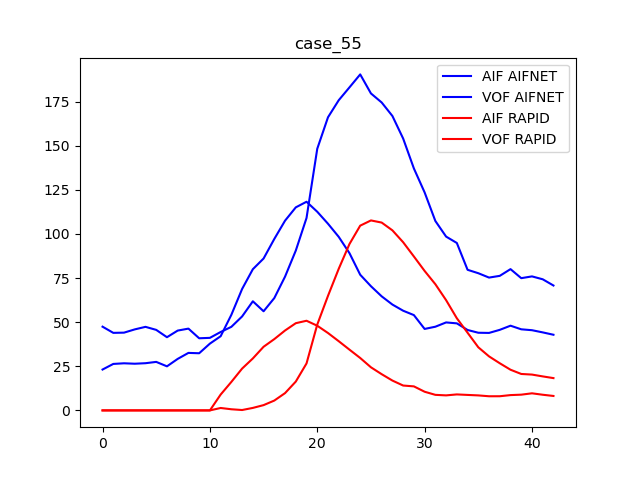 case_55
AIF AIFNET
VOF AIFNET
AIF RAPID
VOF RAPID
175
150
125
100
75
50
25
0
0 10 20 30 40